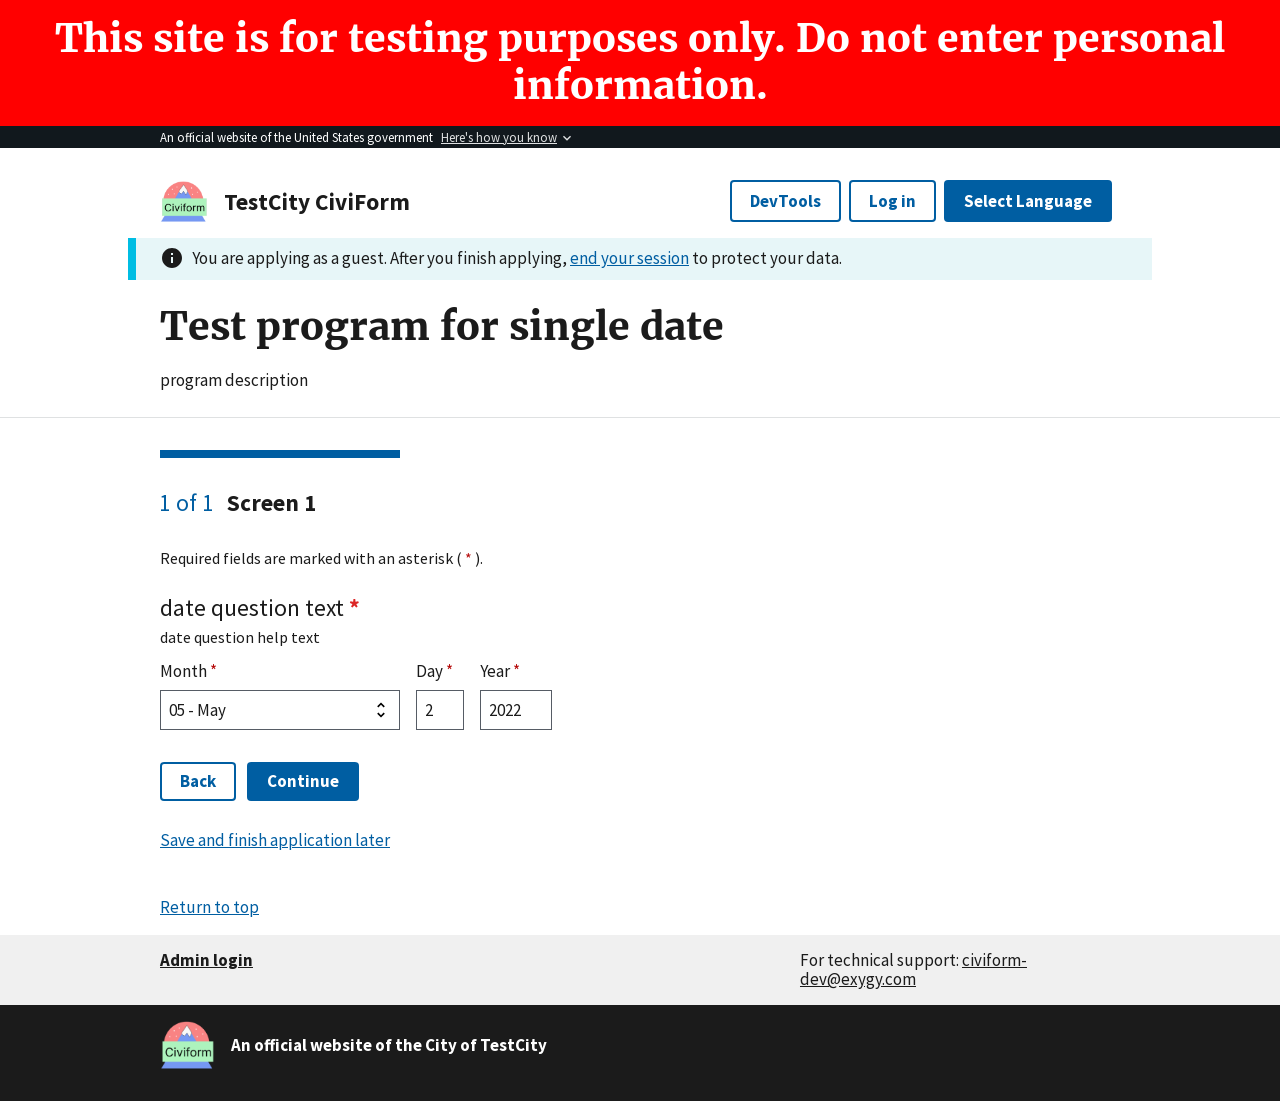 This site is for testing purposes only. Do not enter personal
information.
An official website of the United States government Here's how you know
Civiform
TestCity CiviForm
DevTools
Log in
Select Language
You are applying as a guest. After you finish applying, end your session to protect your data.
Test program for single date
program description
1 of 1 Screen 1
Required fields are marked with an asterisk ( * ).
date question text *
date question help text
Month * Day * Year *
05 - May 2 2022
Back Continue
Save and finish application later
Return to top
Admin login
For technical support: civiform-
dev@exygy.com
Civiform
An official website of the City of TestCity